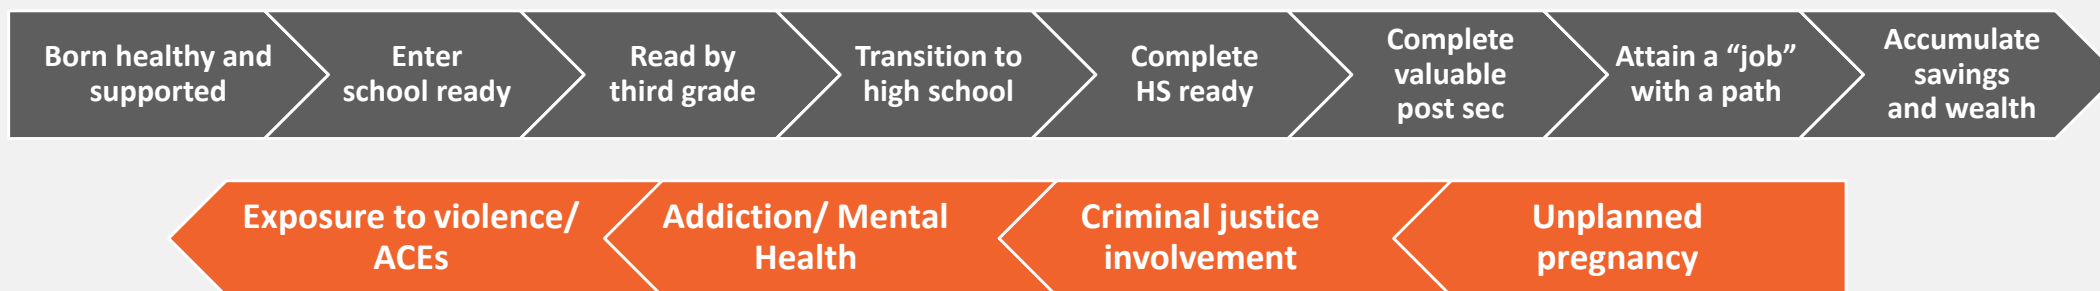 Born healthy and
supported
Enter
school ready
Read by
third grade
Transition to
high school
Complete
HS ready
Complete
valuable
post sec
Attain a “job”
with a path
Accumulate
savings
and wealth
Exposure to violence/
ACEs
Addiction/ Mental
Health
Criminal justice
involvement
Unplanned
pregnancy